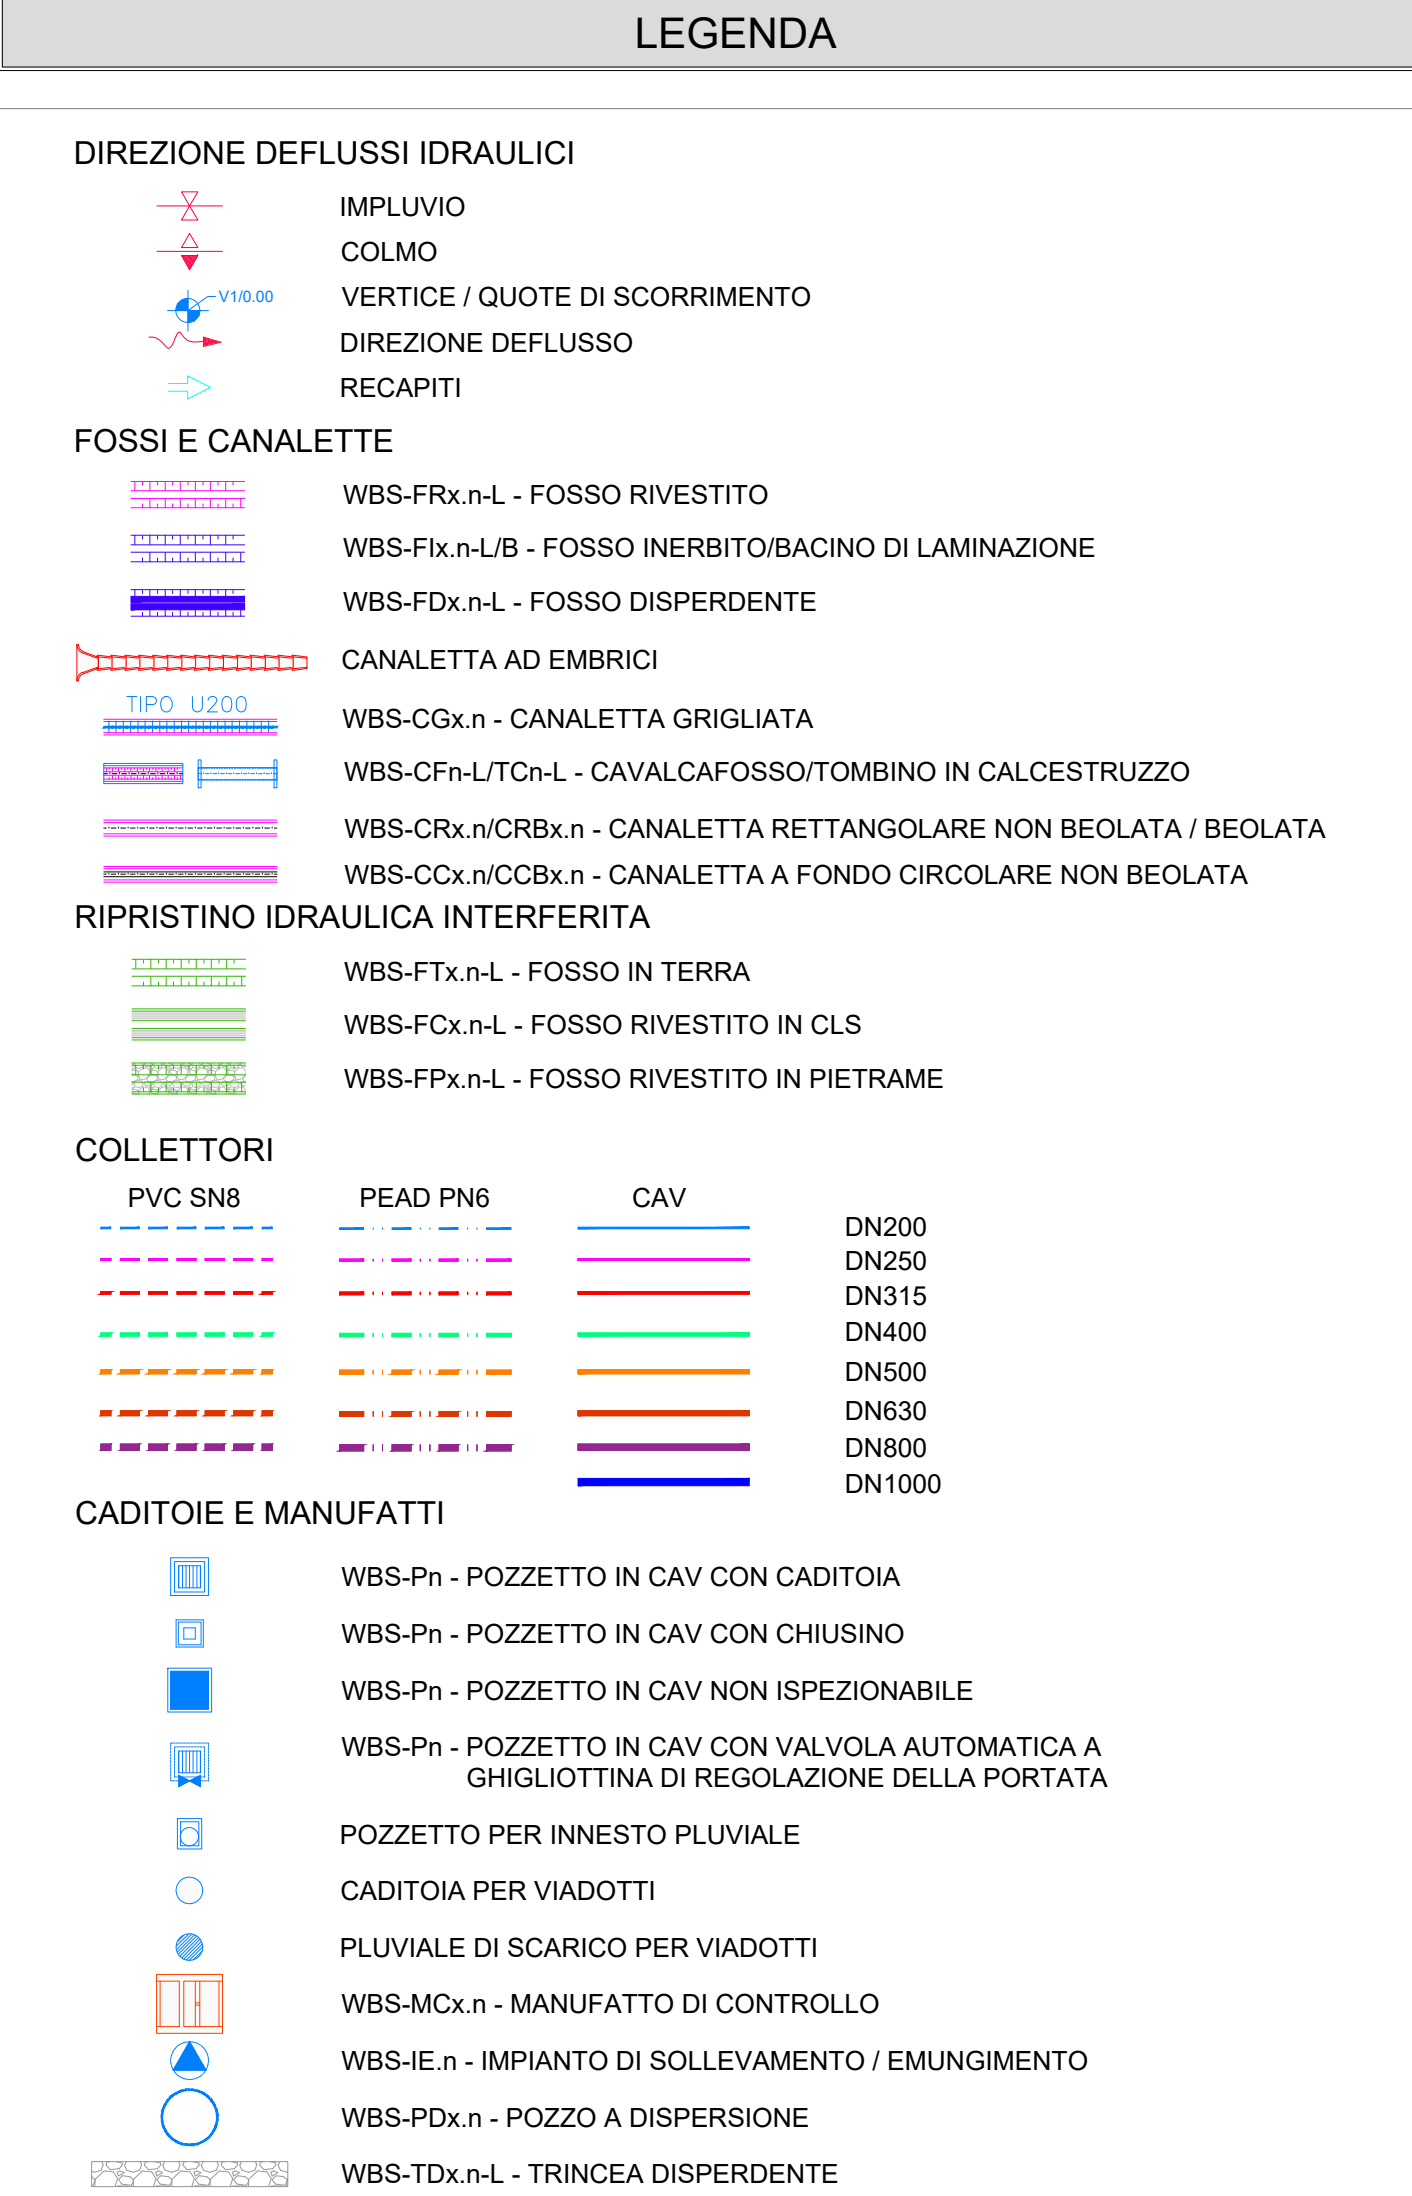 LEGENDA
DIREZIONE DEFLUSSI IDRAULICI
IMPLUVIO
COLMO
V1/0.00 VERTICE / QUOTE DI SCORRIMENTO
DIREZIONE DEFLUSSO
RECAPITI
FOSSI E CANALETTE
WBS-FRx.n-L - FOSSO RIVESTITO
WBS-FIx.n-L/B - FOSSO INERBITO/BACINO DI LAMINAZIONE
WBS-FDx.n-L - FOSSO DISPERDENTE
CANALETTA AD EMBRICI
TIPO U200
WBS-CGx.n - CANALETTA GRIGLIATA
WBS-CFn-L/TCn-L - CAVALCAFOSSO/TOMBINO IN CALCESTRUZZO
WBS-CRx.n/CRBx.n - CANALETTA RETTANGOLARE NON BEOLATA / BEOLATA
WBS-CCx.n/CCBx.n - CANALETTA A FONDO CIRCOLARE NON BEOLATA
RIPRISTINO IDRAULICA INTERFERITA
WBS-FTx.n-L - FOSSO IN TERRA
WBS-FCx.n-L - FOSSO RIVESTITO IN CLS
WBS-FPx.n-L - FOSSO RIVESTITO IN PIETRAME
COLLETTORI
PVC SN8 PEAD PN6 CAV
DN200
DN250
DN315
DN400
DN500
DN630
DN800
DN1000
CADITOIE E MANUFATTI
WBS-Pn - POZZETTO IN CAV CON CADITOIA
WBS-Pn - POZZETTO IN CAV CON CHIUSINO
WBS-Pn - POZZETTO IN CAV NON ISPEZIONABILE
WBS-Pn - POZZETTO IN CAV CON VALVOLA AUTOMATICA A
GHIGLIOTTINA DI REGOLAZIONE DELLA PORTATA
POZZETTO PER INNESTO PLUVIALE
CADITOIA PER VIADOTTI
PLUVIALE DI SCARICO PER VIADOTTI
WBS-MCx.n - MANUFATTO DI CONTROLLO
WBS-IE.n - IMPIANTO DI SOLLEVAMENTO / EMUNGIMENTO
WBS-PDx.n - POZZO A DISPERSIONE
WBS-TDx.n-L - TRINCEA DISPERDENTE